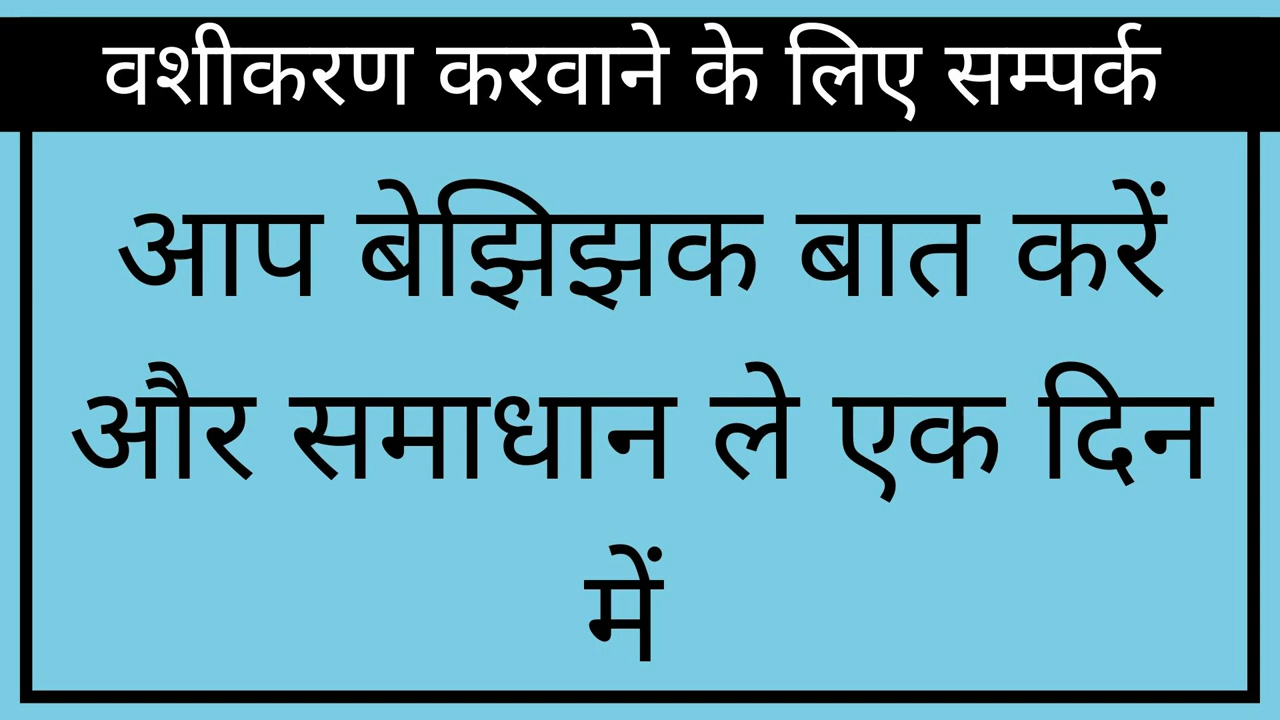 वशीकरण करवाने के लिए सम्पर्क
आप बेझिझक बात करें
और समाधान ले एक दिन
में